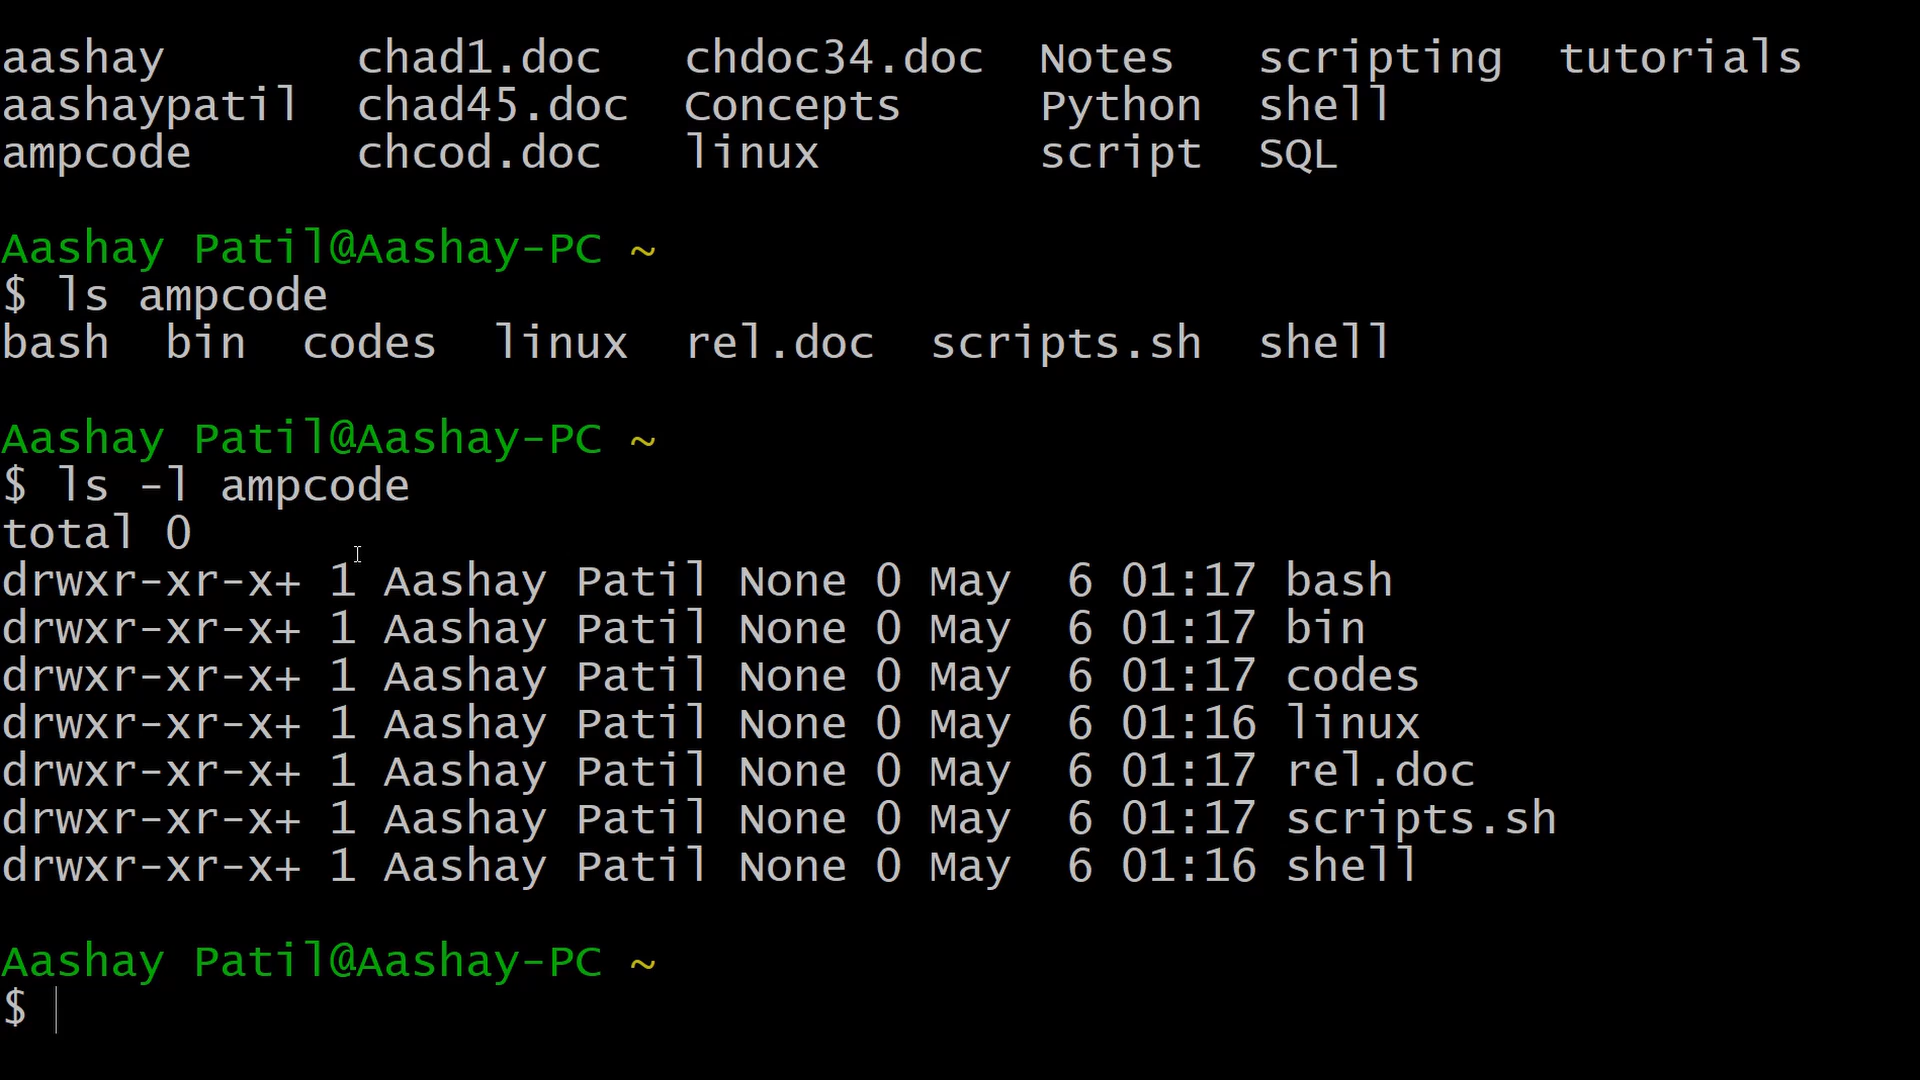 aashay chad1.doc chdoc34.doc Notes scripting tutorials
aashaypatil chad45.doc Concepts Python shell
ampcode chcod.doc linux script SQL
Aashay Patil@Aashay-PC ~
$ ls ampcode
bash bin codes linux rel.doc scripts.sh shell
Aashay Patil@Aashay-PC ~
$ ls -l ampcode
total 0
drwxr-xr-x+ 1 Aashay Patil None 0 May 6 01:17 bash
drwxr-xr-x+ 1 Aashay Patil None 0 May 6 01:17 bin
drwxr-xr-x+ 1 Aashay Patil None 0 May 6 01:17 codes
drwxr-xr-x+ 1 Aashay Patil None 0 May 6 01:16 linux
drwxr-xr-x+ 1 Aashay Patil None 0 May 6 01:17 rel.doc
drwxr-xr-x+ 1 Aashay Patil None 0 May 6 01:17 scripts.sh
drwxr-xr-x+ 1 Aashay Patil None 0 May 6 01:16 shell
Aashay Patil@Aashay-PC ~
$